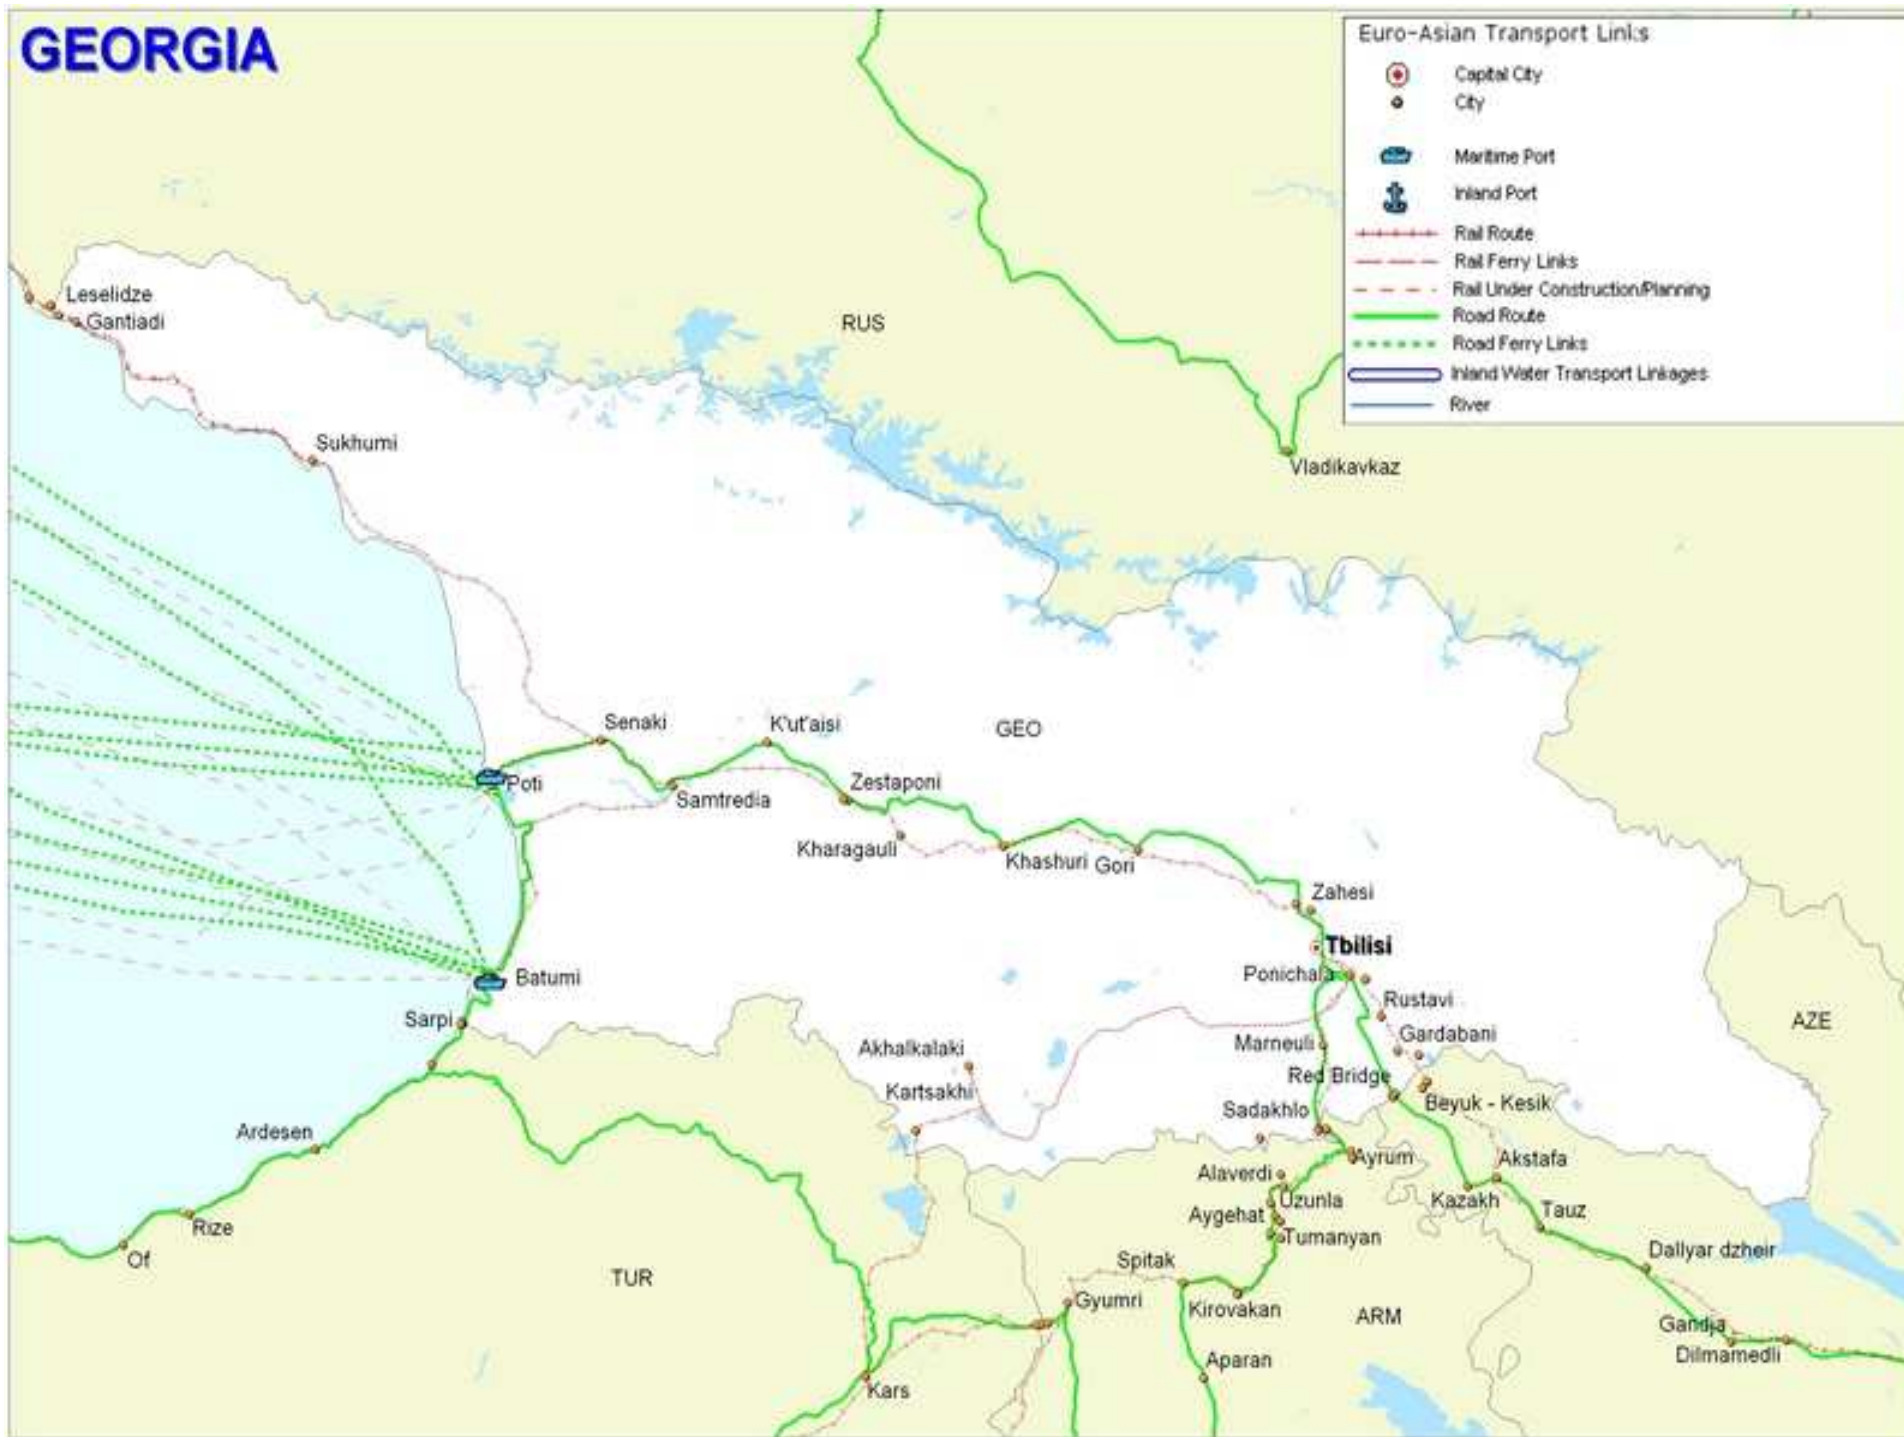 GEORGIA
Euro-Asian Transport Links
Capital City
City
Maritime Port
Inland Port
Rail Route
Rail Ferry Links
Rail Under Construction/Planning
Road Route
Road Ferry Links
Inland Water Transport Linkages
River
Leselidze
Gantiadi
RUS
Sukhumi
Vladikavkaz
Senaki
K'ut'aisi
GEO
Poti
Samtredia
Zestaponi
Kharagauli
Khashuri
Gori
Zahesi
Tbilisi
Batumi
Ponichala
Rustavi
Sarpi
AZE
Gardabani
Akhalkalaki
Marneuli
Kartsakhi
Red Bridge
Beyuk - Kesik
Sadakhlo
Ardesen
Ayrum
Akstafa
Alaverdi
Kazakh
Uzunla
Aygehat
Tauz
Rize
Tumanyan
Of
Dallyar dzheir
Spitak
TUR
Gyumri
Kirovakan
ARM
Gandja
Dilmamedli
Aparan
Kars